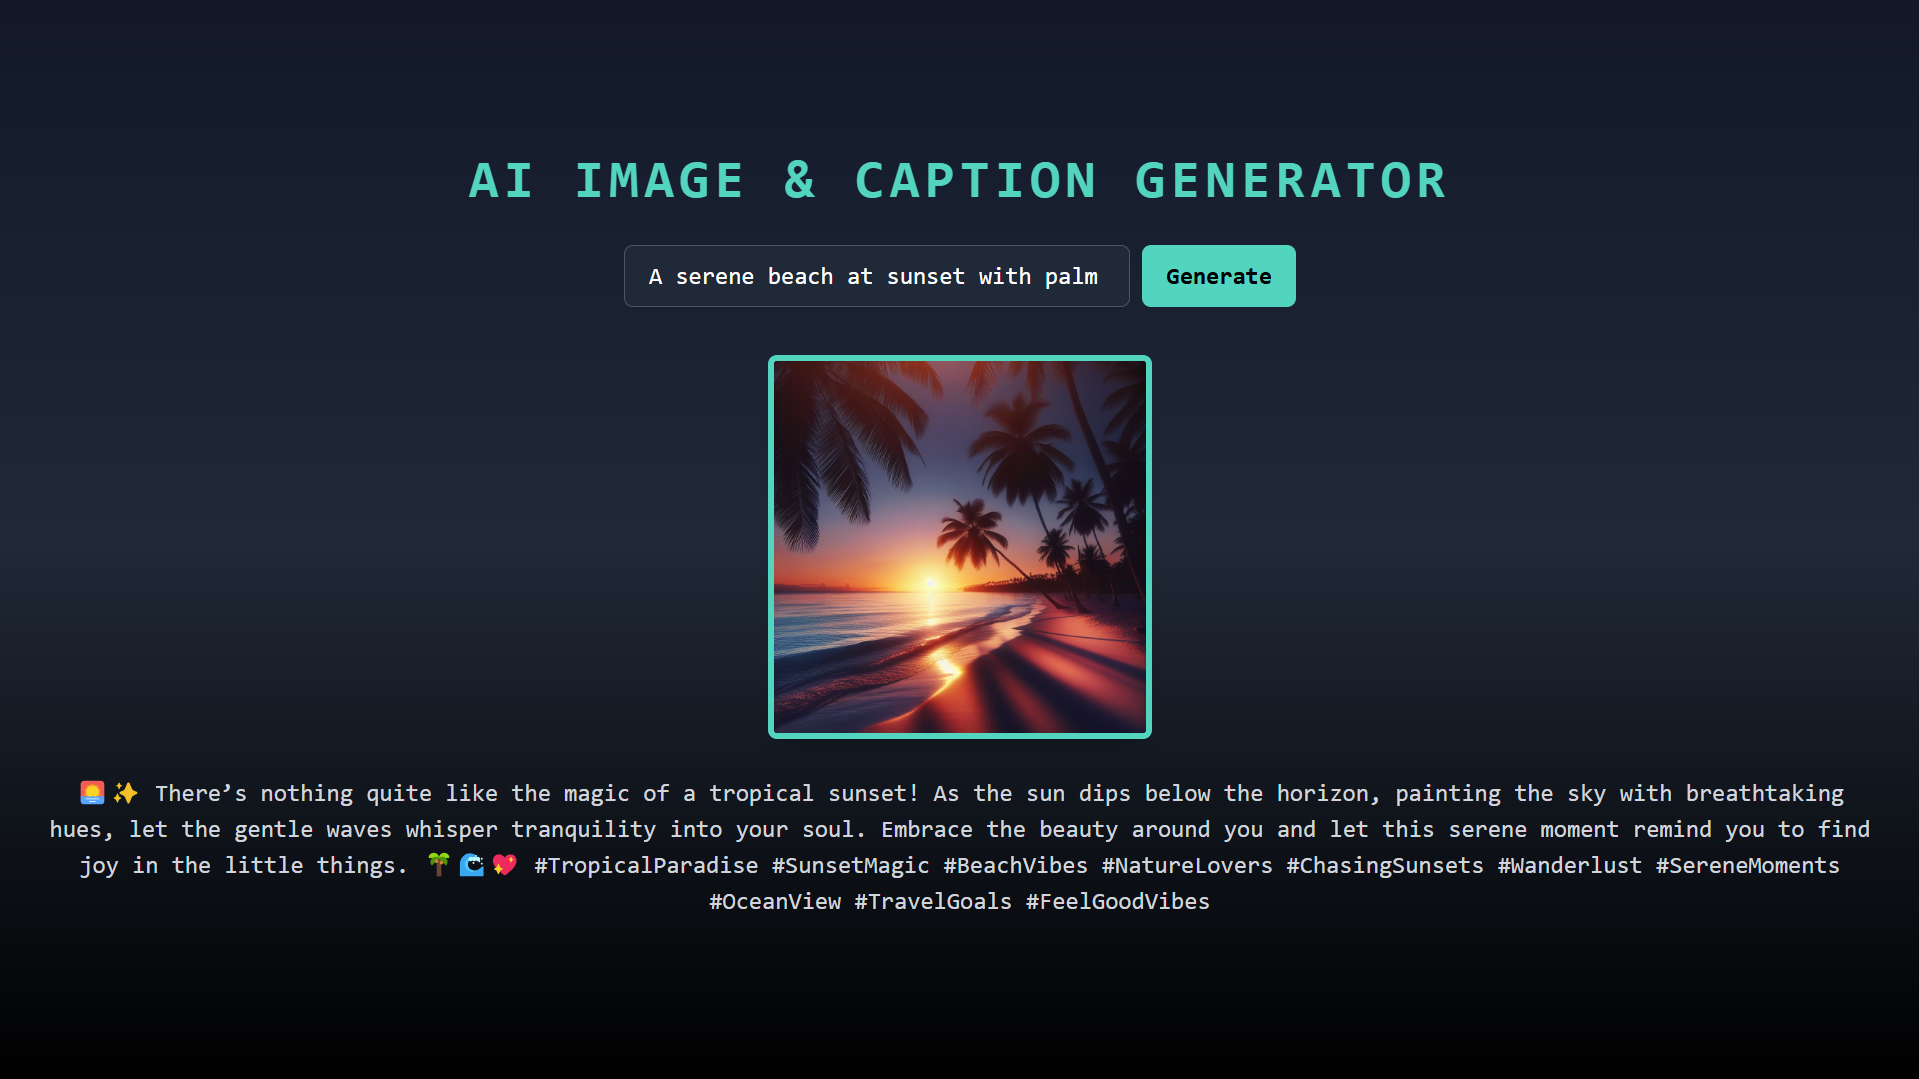 AI IMAGE & CAPTION GENERATOR
A serene beach at sunset with palm
Generate
🌅✨ There’s nothing quite like the magic of a tropical sunset! As the sun dips below the horizon, painting the sky with breathtaking
hues, let the gentle waves whisper tranquility into your soul. Embrace the beauty around you and let this serene moment remind you to find
joy in the little things. 🌴🌊💖 #TropicalParadise #SunsetMagic #BeachVibes #NatureLovers #ChasingSunsets #Wanderlust #SereneMoments
#OceanView #TravelGoals #FeelGoodVibes